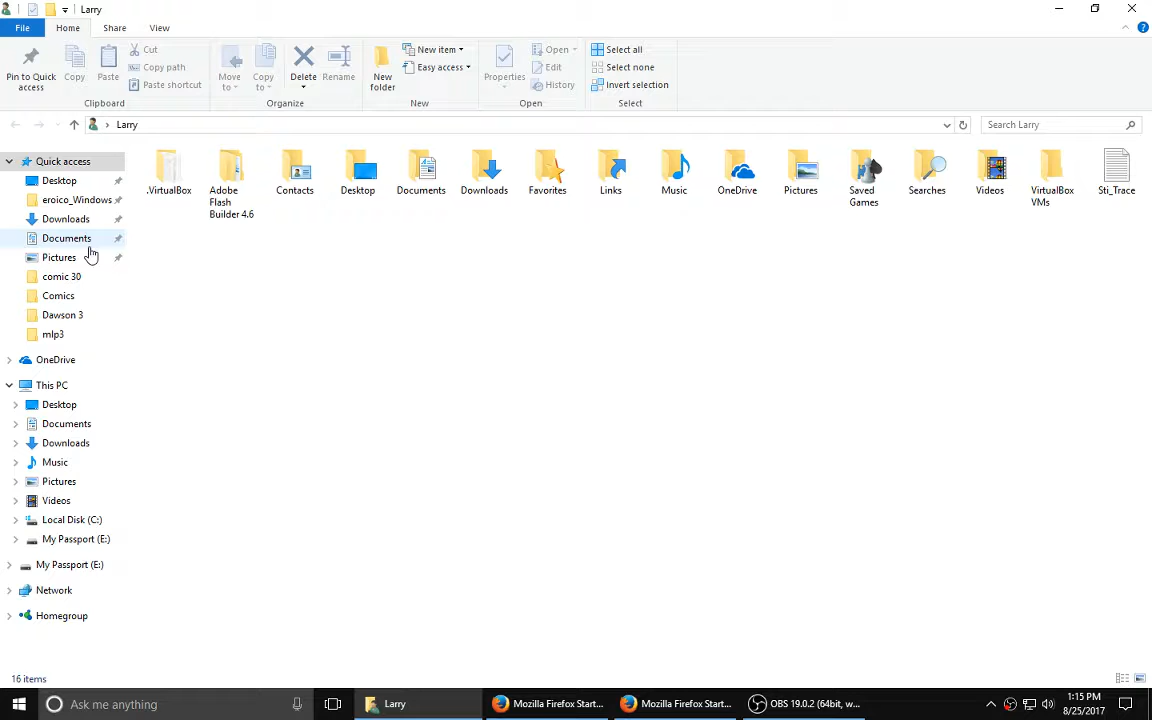 Larry
File Home Share View
Pin to Quick access
Copy
Paste
Cut
Copy path
Paste shortcut
Clipboard
Move to
Copy to
Delete
Rename
Organize
New folder
New item
Easy access
New
Properties
Open
Edit
History
Open
Select all
Select none
Invert selection
Select
Larry
Search Larry
Quick access
Desktop
eroico_Windows
Downloads
Documents
Pictures
comic 30
Comics
Dawson 3
mlp3
OneDrive
This PC
Desktop
Documents
Downloads
Music
Pictures
Videos
Local Disk (C:)
My Passport (E:)
My Passport (E:)
Network
Homegroup
.VirtualBox
Adobe
Flash
Builder 4.6
Contacts
Desktop
Documents
Downloads
Favorites
Links
Music
OneDrive
Pictures
Saved
Games
Searches
Videos
VirtualBox
VMs
Sti_Trace
16 items
Ask me anything
Larry
Mozilla Firefox Start...
Mozilla Firefox Start...
OBS 19.0.2 (64bit, w...
1:15 PM
8/25/2017